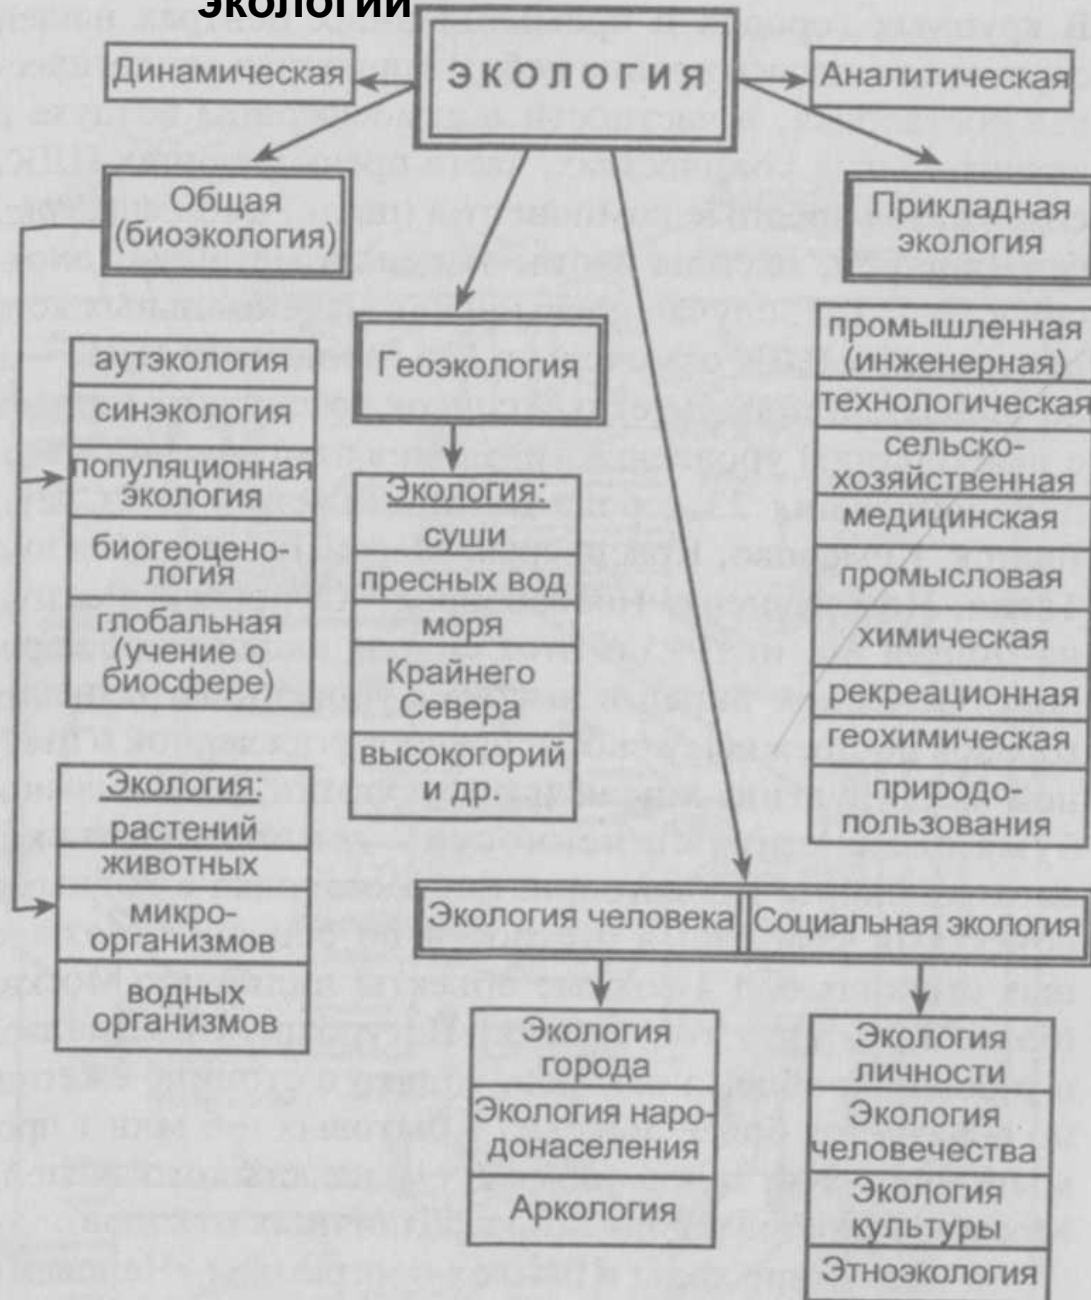 экологии
ЭКОЛОГИЯ
Динамическая
Аналитическая
Общая
(биоэкология)
Прикладная
экология
Геоэкология
аутэкология
синэкология
популяционная
экология
биогеоцено-
логия
глобальная
(учение о
биосфере)
Экология:
растений
животных
микро-
организмов
водных
организмов
Экология:
суши
пресных вод
моря
Крайнего
Севера
высокогорий
и др.
промышленная
(инженерная)
технологическая
сельско-
хозяйственная
медицинская
промысловая
химическая
рекреационная
геохимическая
природо-
пользования
Экология человека
Социальная экология
Экология
города
Экология наро-
донаселения
Аркология
Экология
личности
Экология
человечества
Экология
культуры
Этноэкология